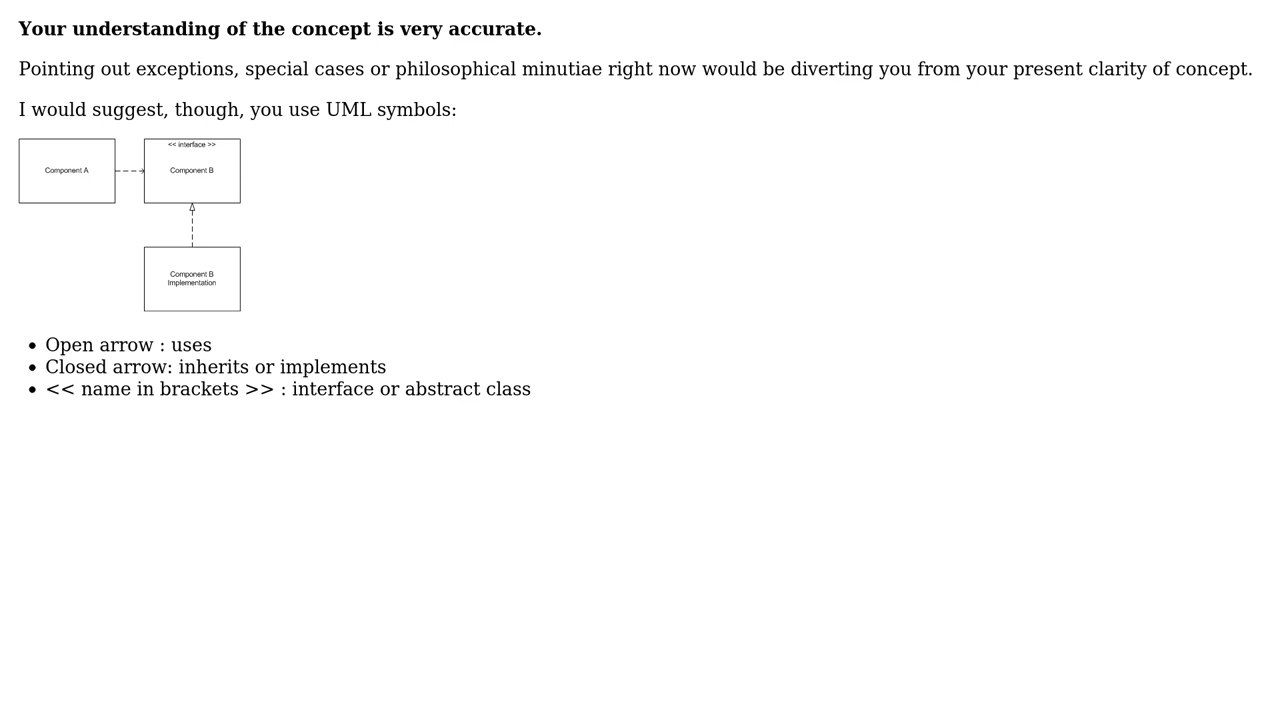 Your understanding of the concept is very accurate.
Pointing out exceptions, special cases or philosophical minutiae right now would be diverting you from your present clarity of concept.
I would suggest, though, you use UML symbols:
<< interface >>
Component A
Component B
Component B
Implementation
Open arrow : uses
Closed arrow: inherits or implements
<< name in brackets >> : interface or abstract class